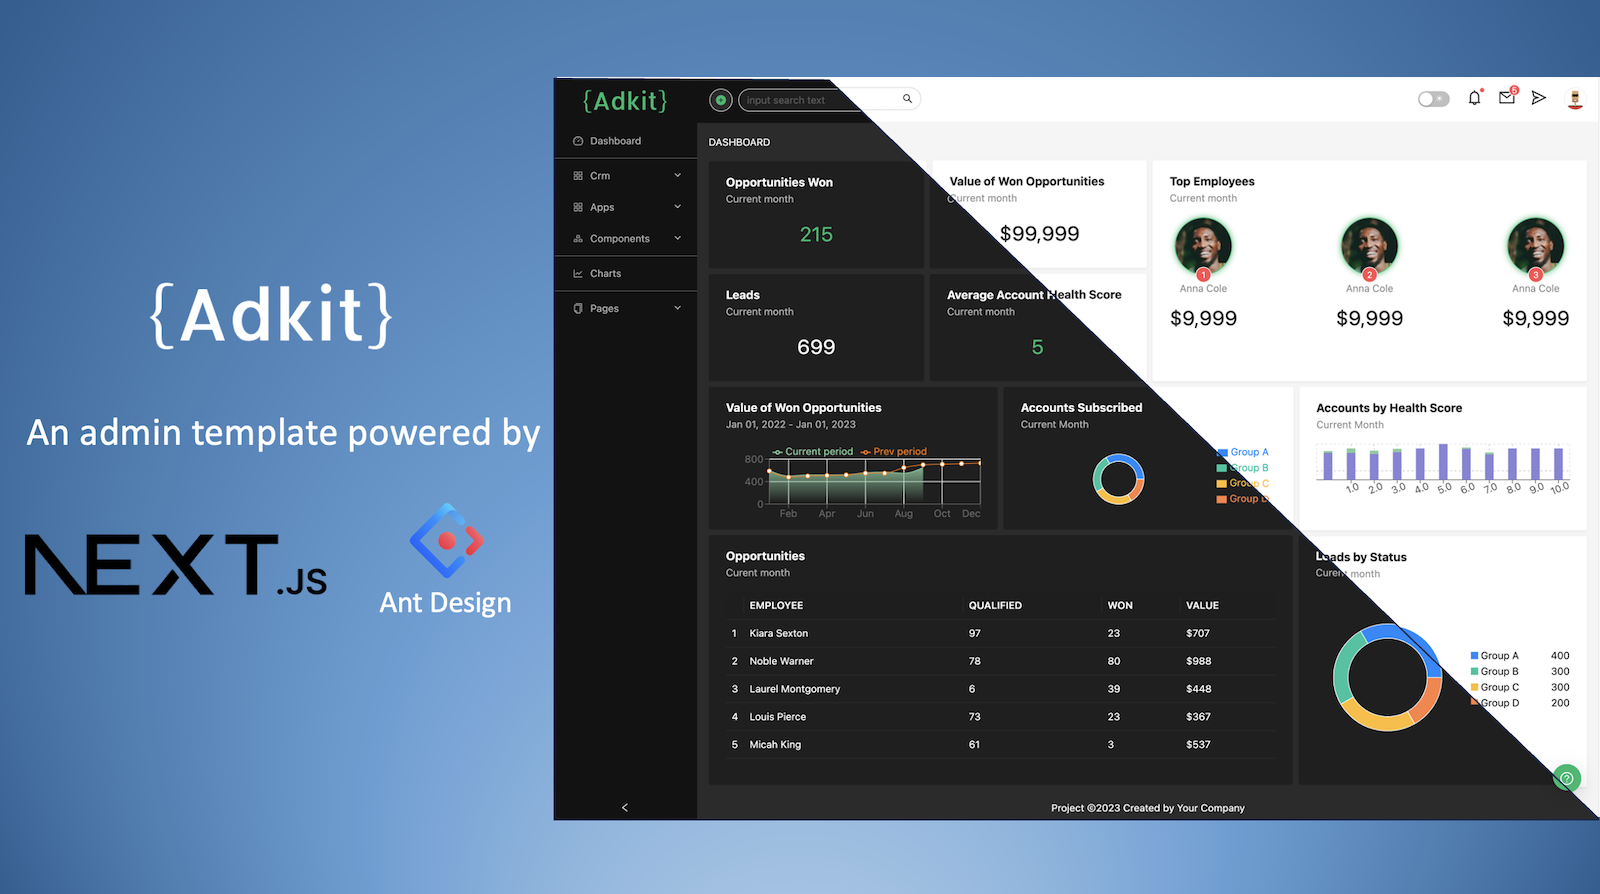 {Adkit}
An admin template powered by
NEXT.JS
Ant Design
{Adkit}
input search text
5
Dashboard
Crm
Apps
Components
Charts
Pages
DASHBOARD
Opportunities Won
Current month
215
Value of Won Opportunities
Current month
$99,999
Top Employees
Current month
1
Anna Cole
$9,999
2
Anna Cole
$9,999
3
Anna Cole
$9,999
Leads
Current month
699
Average Account Health Score
Current month
5
Value of Won Opportunities
Jan 01, 2022 - Jan 01, 2023
Current period Prev period
800
400
0
Feb Apr Jun Aug Oct Dec
Accounts Subscribed
Current Month
Group A
Group B
Group C
Group D
Accounts by Health Score
Current Month
1.0 2.0 3.0 4.0 5.0 6.0 7.0 8.0 9.0 10.0
Opportunities
Curent month
EMPLOYEE QUALIFIED WON VALUE
1 Kiara Sexton 97 23 $707
2 Noble Warner 78 80 $988
3 Laurel Montgomery 6 39 $448
4 Louis Pierce 73 23 $367
5 Micah King 61 3 $537
Leads by Status
Curent month
Group A 400
Group B 300
Group C 300
Group D 200
Project ©2023 Created by Your Company